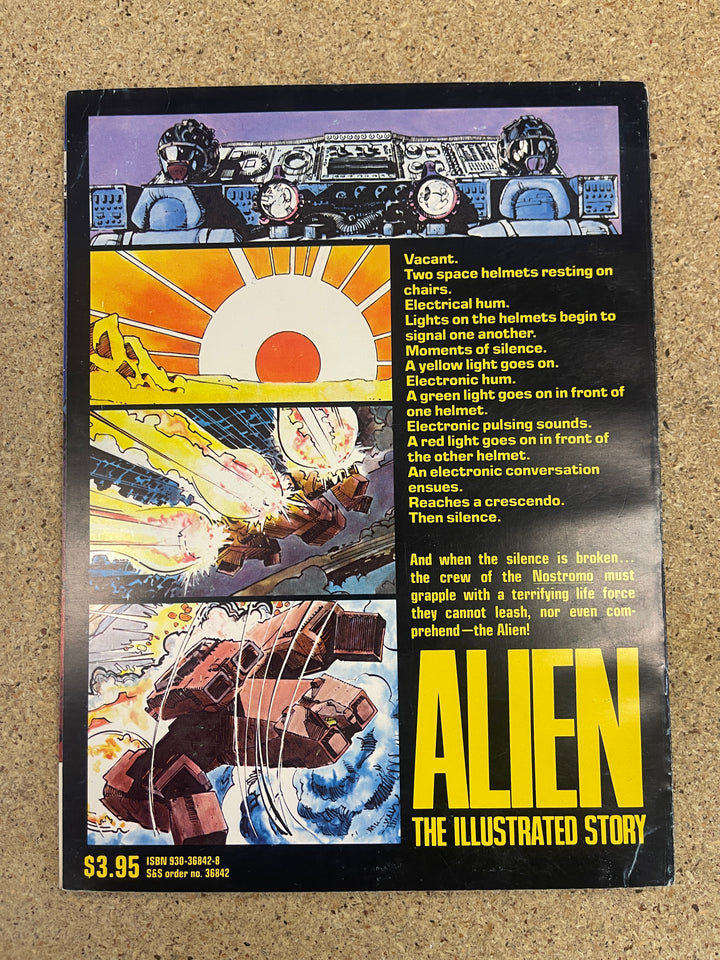 Vacant.
Two space helmets resting on
chairs.
Electrical hum.
Lights on the helmets begin to
signal one another.
Moments of silence.
A yellow light goes on.
Electronic hum.
A green light goes on in front of
one helmet.
Electronic pulsing sounds.
A red light goes on in front of
the other helmet.
An electronic conversation
ensues.
Reaches a crescendo.
Then silence.
And when the silence is broken...
the crew of the Nostromo must
grapple with a terrifying life force
they cannot leash, nor even com-
prehend—the Alien!
ALIEN
THE ILLUSTRATED STORY
$3.95
ISBN 930-36842-8
S&S order no. 36842